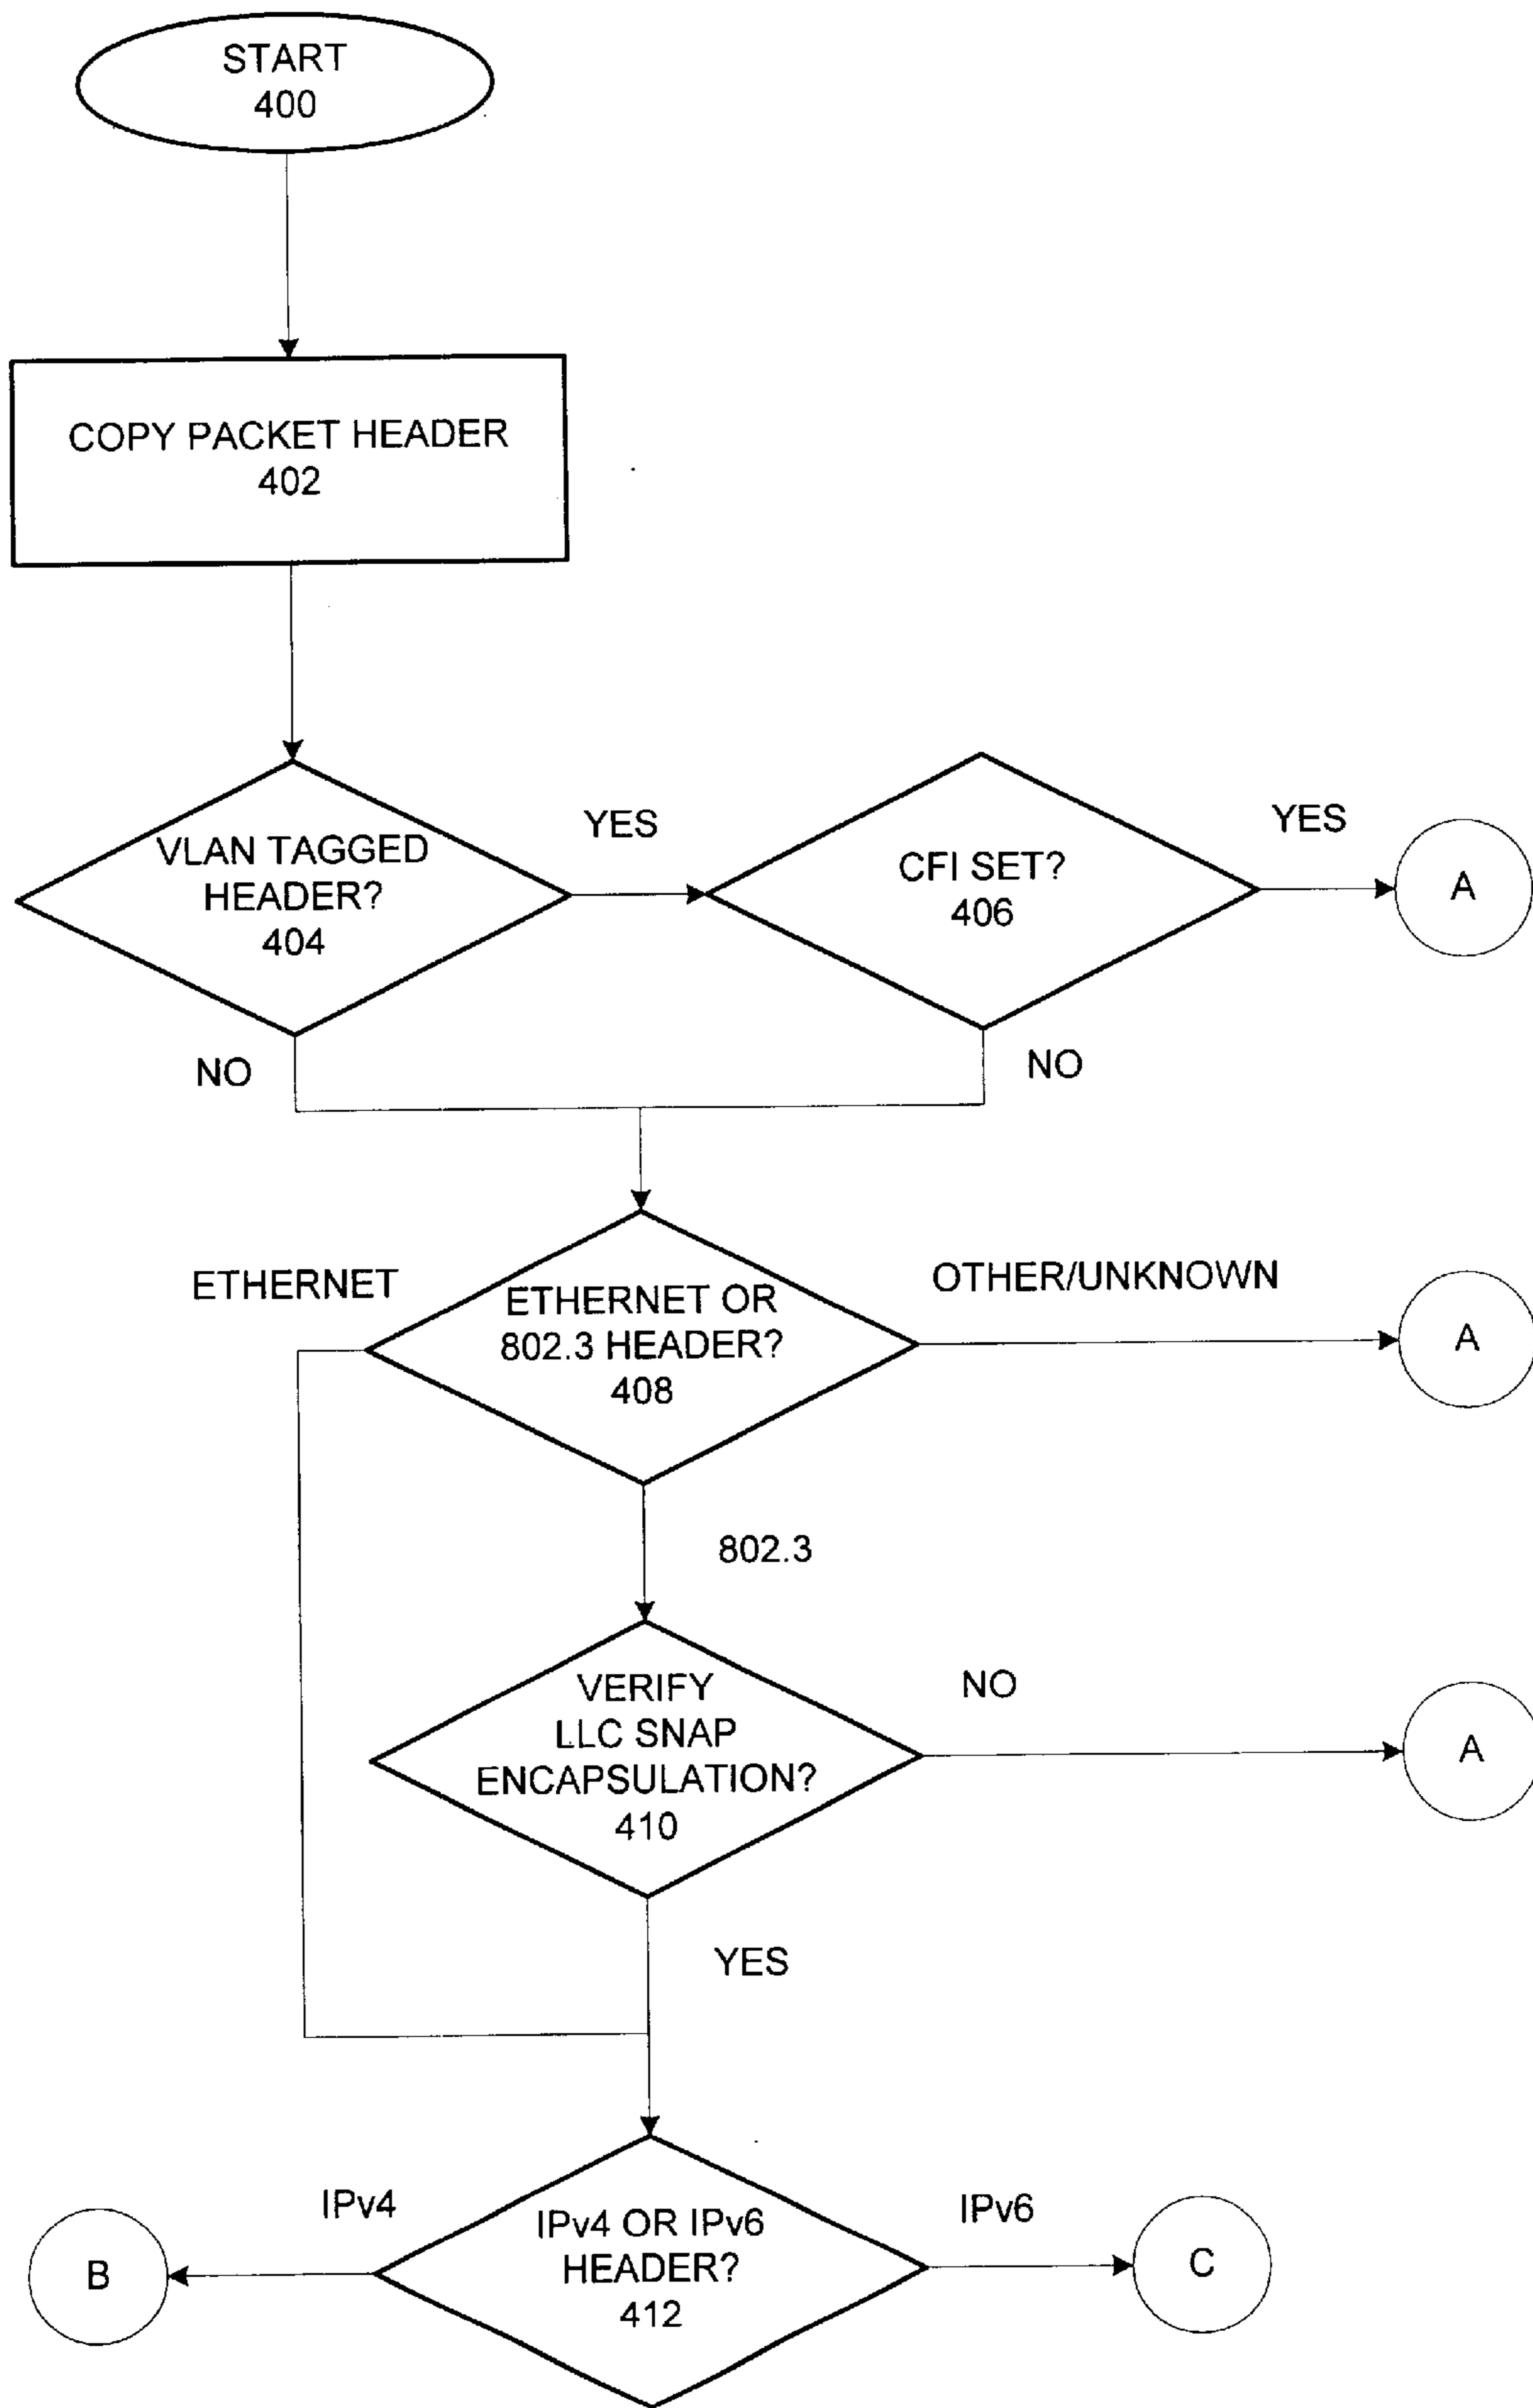 START
400
COPY PACKET HEADER
402
VLAN TAGGED
HEADER?
404
YES
CFI SET?
406
YES
A
NO
NO
ETHERNET
ETHERNET OR
802.3 HEADER?
408
OTHER/UNKNOWN
A
802.3
VERIFY
LLC SNAP
ENCAPSULATION?
410
NO
A
YES
IPv4
IPv4 OR IPv6
HEADER?
412
IPv6
B
C